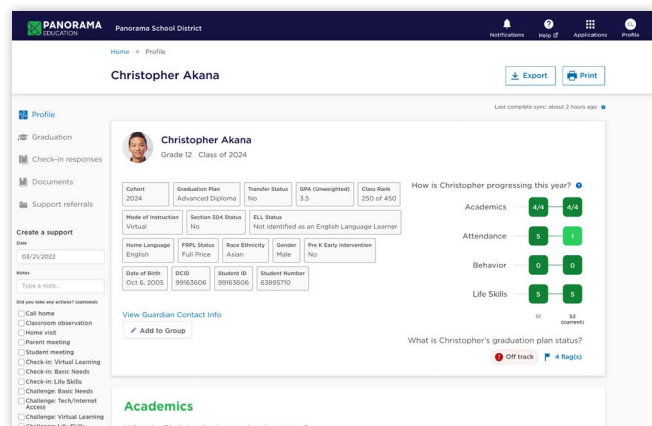 PANORAMA
EDUCATION
Panorama School District
Notifications
Help
Applications
CL
Profile
Home > Profile
Christopher Akana
Export
Print
Last complete sync: about 2 hours ago
Profile
Graduation
Check-in responses
Documents
Support referrals
Create a support
Date
03/21/2022
Notes
Type a note...
Did you take any actions? (optional):
Call home
Classroom observation
Home visit
Parent meeting
Student meeting
Check-in: Virtual Learning
Check-in: Basic Needs
Check-in: Life Skills
Challenge: Basic Needs
Challenge: Tech/Internet
Access
Challenge: Virtual Learning
Challenge: Life Skills
Christopher Akana
Grade 12 Class of 2024
Cohort
2024
Graduation Plan
Advanced Diploma
Transfer Status
No
GPA (Unweighted)
3.5
Class Rank
250 of 450
Mode of Instruction
Virtual
Section 504 Status
No
ELL Status
Not identified as an English Language Learner
Home Language
English
FRPL Status
Full Price
Race Ethnicity
Asian
Gender
Male
Pre K Early Intervention
No
Date of Birth
Oct 6, 2005
DCID
99163606
Student ID
99163606
Student Number
63895710
View Guardian Contact Info
Add to Group
How is Christopher progressing this year?
Academics 4/4 4/4
Attendance 5 1
Behavior 0 0
Life Skills 5 5
S1 S2
(current)
What is Christopher's graduation plan status?
Off track 4 flag(s)
Academics